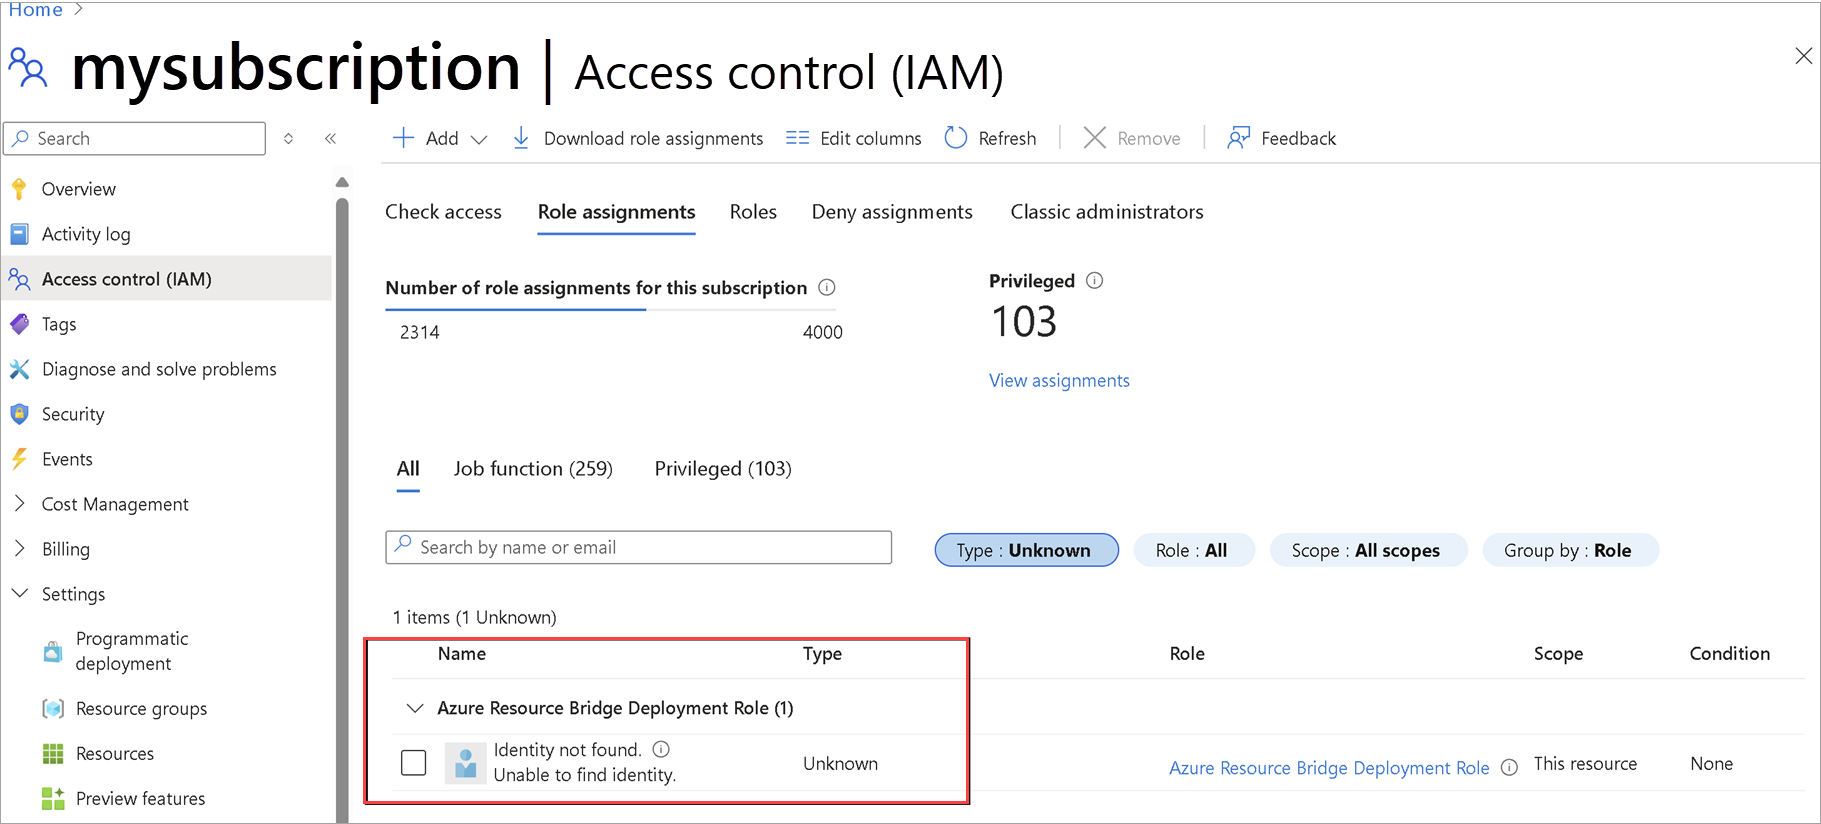 Home
mysubscription | Access control (IAM)
Search
Add
Download role assignments
Edit columns
Refresh
Remove
Feedback
Overview
Activity log
Access control (IAM)
Tags
Diagnose and solve problems
Security
Events
Cost Management
Billing
Settings
Programmatic
deployment
Resource groups
Resources
Preview features
Check access
Role assignments
Roles
Deny assignments
Classic administrators
Number of role assignments for this subscription
2314
4000
Privileged
103
View assignments
All
Job function (259)
Privileged (103)
Search by name or email
Type : Unknown
Role : All
Scope : All scopes
Group by : Role
1 items (1 Unknown)
Name
Type
Role
Scope
Condition
Azure Resource Bridge Deployment Role (1)
Identity not found.
Unable to find identity.
Unknown
Azure Resource Bridge Deployment Role
This resource
None